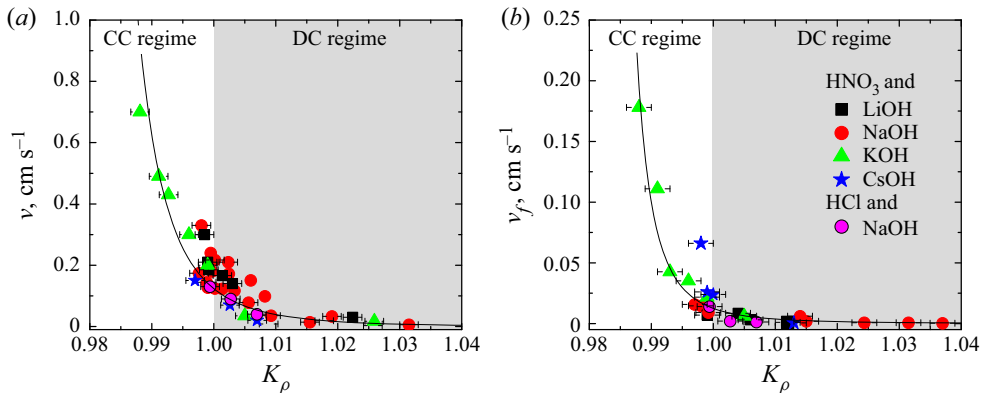 (a)
CC regime
DC regime
1.0
0.8
0.6
0.4
0.2
0
v, cm s⁻¹
0.98
0.99
1.00
1.01
1.02
1.03
1.04
Kρ
(b)
CC regime
DC regime
0.25
0.20
0.15
0.10
0.05
0
v_f, cm s⁻¹
0.98
0.99
1.00
1.01
1.02
1.03
1.04
Kρ
HNO₃ and
LiOH
NaOH
KOH
CsOH
HCl and
NaOH